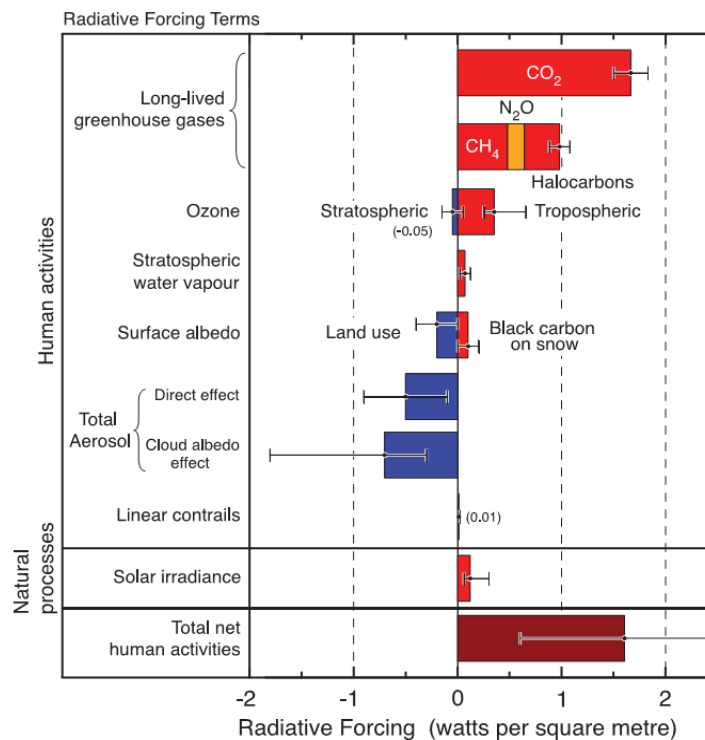 Radiative Forcing Terms
CO₂
Long-lived
greenhouse gases
N₂O
CH₄
Halocarbons
Ozone
Stratospheric
(-0.05)
Tropospheric
Stratospheric
water vapour
Human activities
Surface albedo
Land use
Black carbon
on snow
Total
Aerosol
Direct effect
Cloud albedo
effect
Linear contrails
(0.01)
Natural
processes
Solar irradiance
Total net
human activities
-2 -1 0 1 2
Radiative Forcing (watts per square metre)